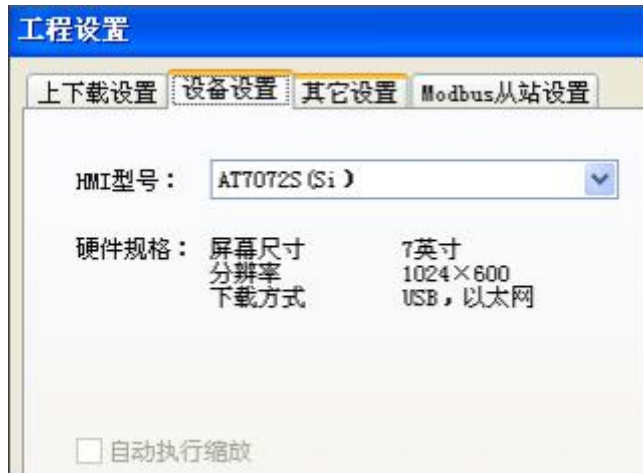 工程设置
上下载设置 设备设置 其它设置 Modbus从站设置
HMI型号： AT7072S(Si)
硬件规格： 屏幕尺寸 7英寸
分辨率 1024×600
下载方式 USB，以太网
自动执行缩放